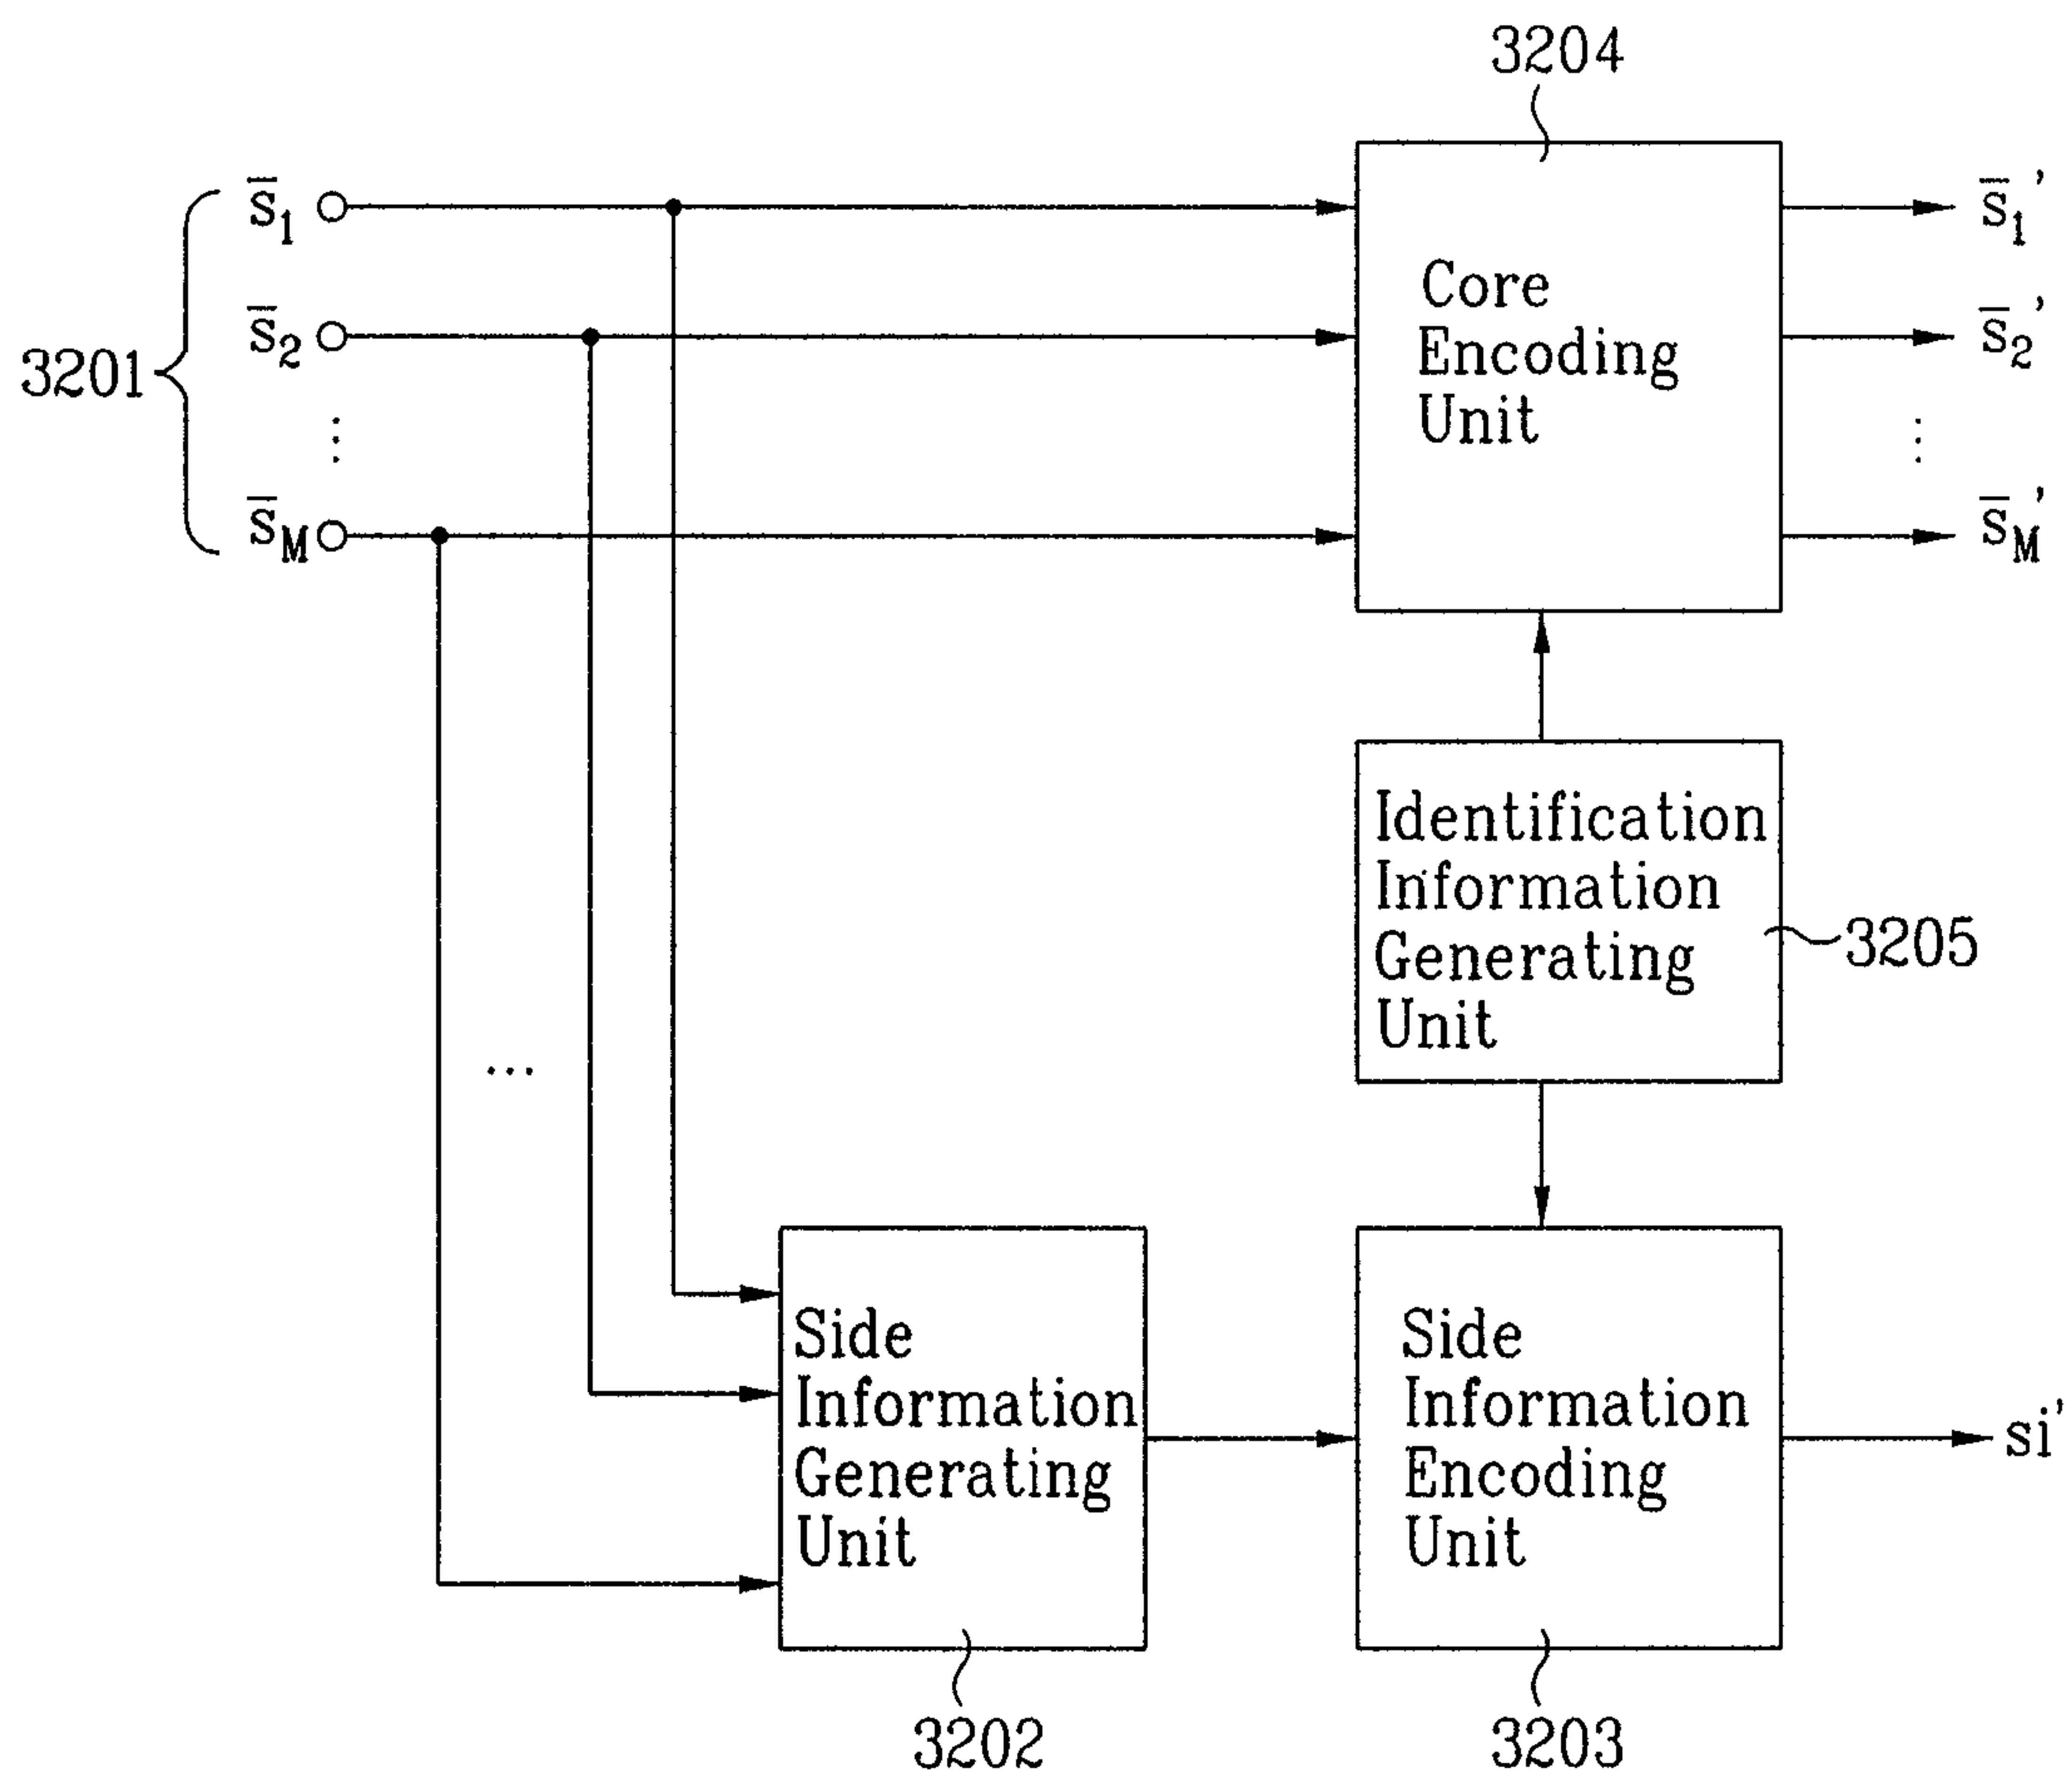 3204
s̅1
s̅1'
s̅2
s̅2'
3201
⋮
⋮
s̅M
s̅M'
Core
Encoding
Unit
Identification
Information
Generating
Unit
3205
...
Side
Information
Generating
Unit
Side
Information
Encoding
Unit
si'
3202
3203